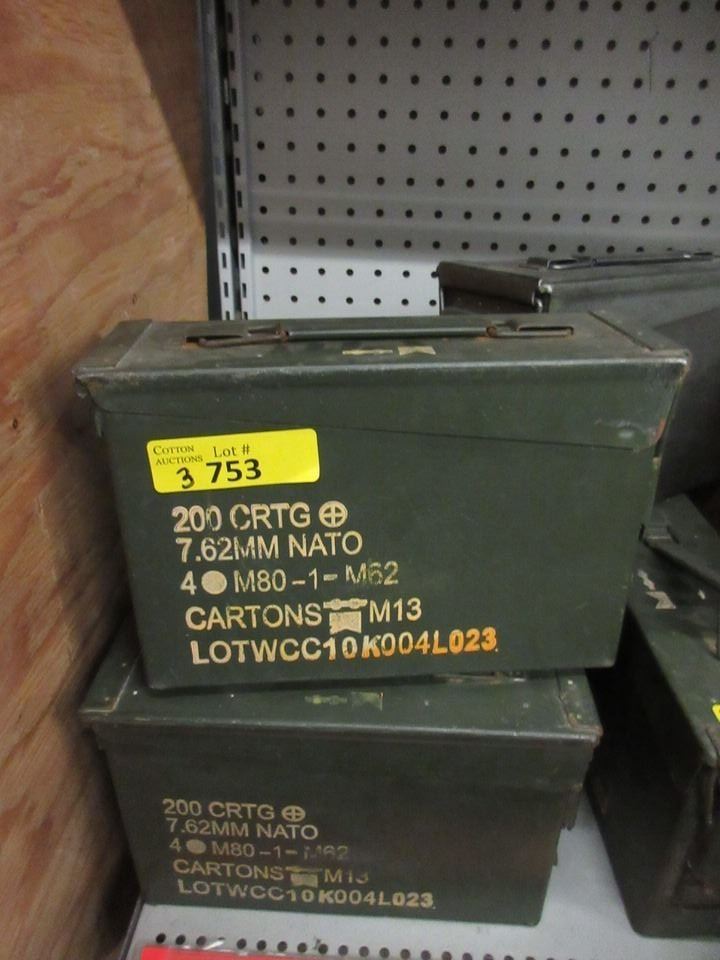 COTTON AUCTIONS Lot #
3 753
200 CRTG ⊕
7.62MM NATO
4 ● M80-1-M62
CARTONS M13
LOTWCC10K004L023
200 CRTG ⊕
7.62MM NATO
4 ● M80-1-M62
CARTONS M13
LOTWCC10K004L023